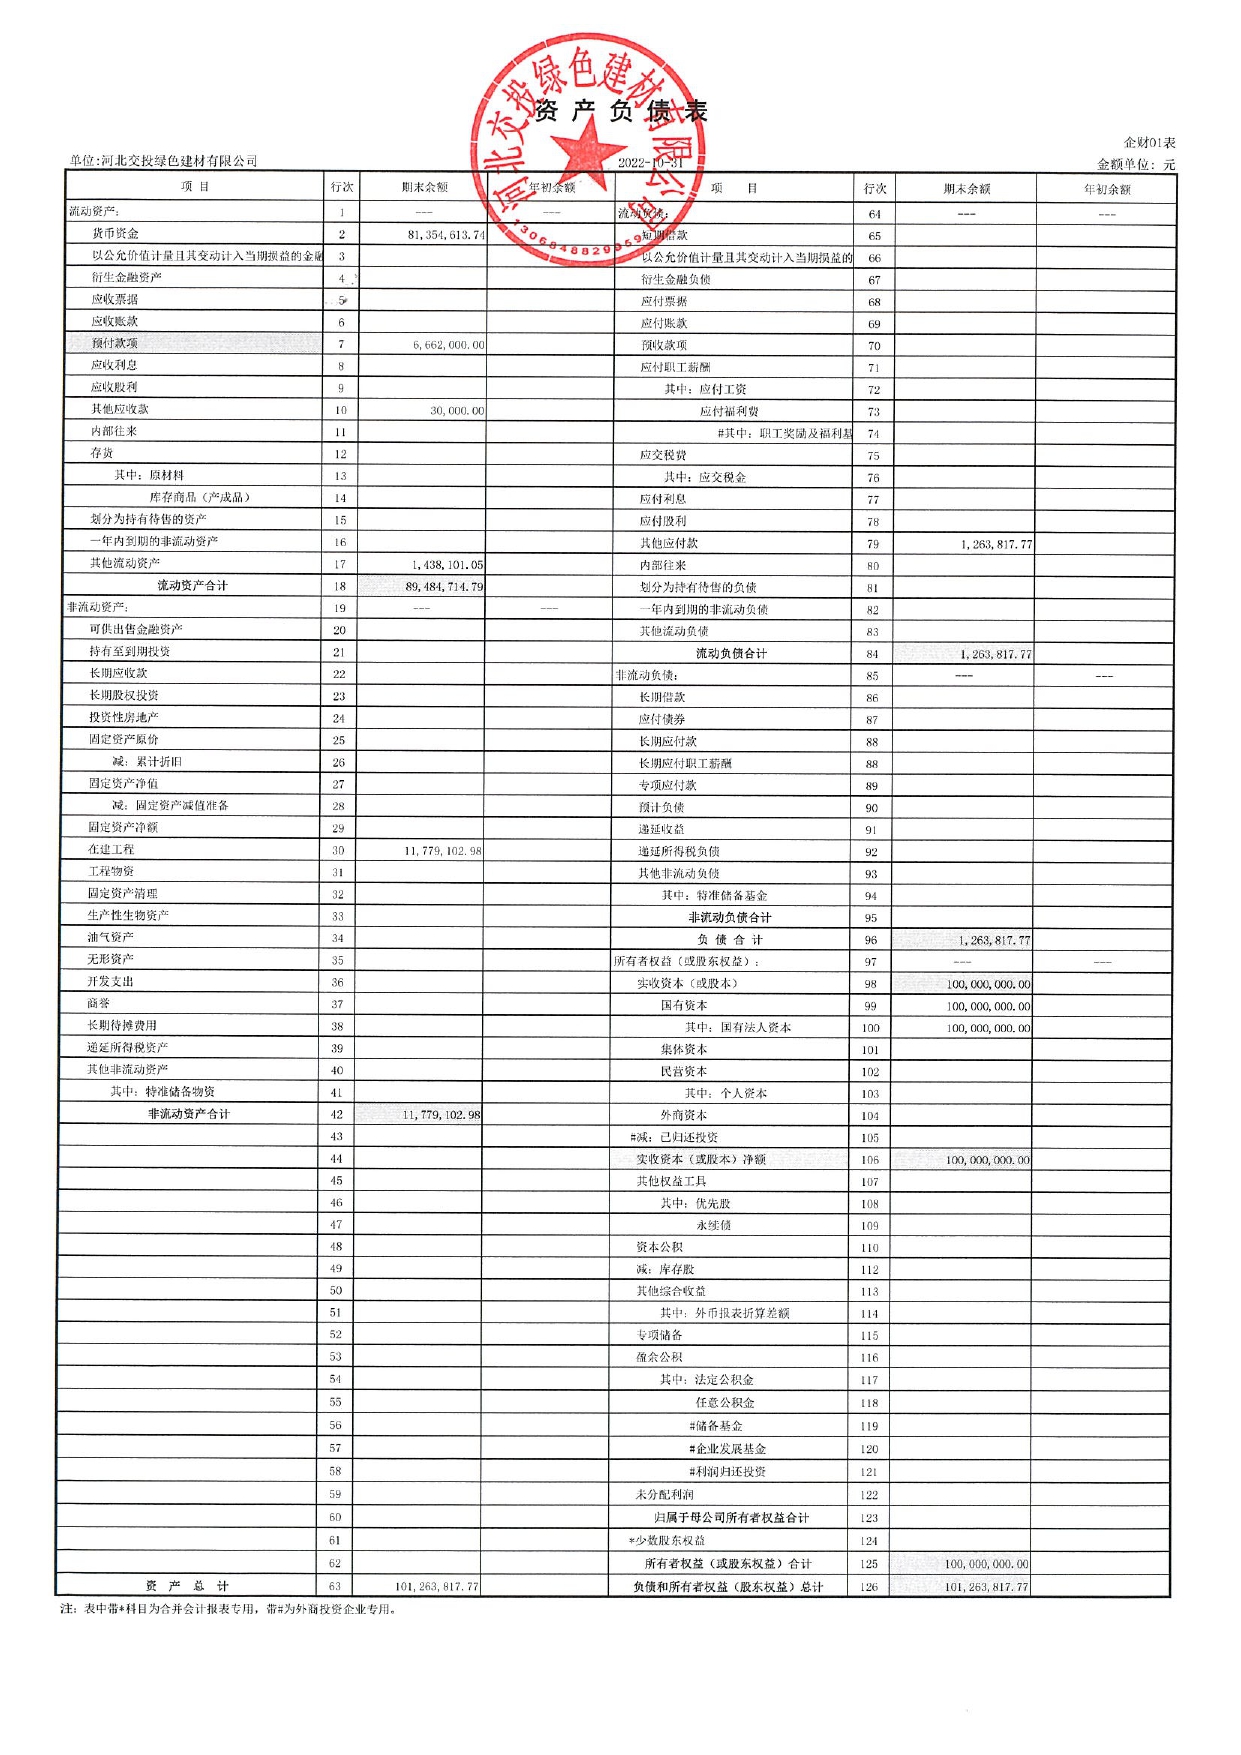 河北交投绿色建材有限公司
资产负债表
企财01表
单位:河北交投绿色建材有限公司 2022-10-31 金额单位：元
项 目 行次 期末余额 年初余额 项 目 行次 期末余额 年初余额
流动资产： 1 --- --- 流动负债： 64 --- ---
货币资金 2 81,354,613.74 短期借款 65
以公允价值计量且其变动计入当期损益的金融 3 以公允价值计量且其变动计入当期损益的 66
衍生金融资产 4 衍生金融负债 67
应收票据 5 应付票据 68
应收账款 6 应付账款 69
预付款项 7 6,662,000.00 预收款项 70
应收利息 8 应付职工薪酬 71
应收股利 9 其中：应付工资 72
其他应收款 10 30,000.00 应付福利费 73
内部往来 11 #其中：职工奖励及福利基 74
存货 12 应交税费 75
其中：原材料 13 其中：应交税金 76
库存商品（产成品） 14 应付利息 77
划分为持有待售的资产 15 应付股利 78
一年内到期的非流动资产 16 其他应付款 79 1,263,817.77
其他流动资产 17 1,438,101.05 内部往来 80
流动资产合计 18 89,484,714.79 划分为持有待售的负债 81
非流动资产： 19 --- --- 一年内到期的非流动负债 82
可供出售金融资产 20 其他流动负债 83
持有至到期投资 21 流动负债合计 84 1,263,817.77
长期应收款 22 非流动负债： 85 --- ---
长期股权投资 23 长期借款 86
投资性房地产 24 应付债券 87
固定资产原价 25 长期应付款 88
减：累计折旧 26 长期应付职工薪酬 88
固定资产净值 27 专项应付款 89
减：固定资产减值准备 28 预计负债 90
固定资产净额 29 递延收益 91
在建工程 30 11,779,102.98 递延所得税负债 92
工程物资 31 其他非流动负债 93
固定资产清理 32 其中：特准储备基金 94
生产性生物资产 33 非流动负债合计 95
油气资产 34 负 债 合 计 96 1,263,817.77
无形资产 35 所有者权益（或股东权益）： 97 --- ---
开发支出 36 实收资本（或股本） 98 100,000,000.00
商誉 37 国有资本 99 100,000,000.00
长期待摊费用 38 其中：国有法人资本 100 100,000,000.00
递延所得税资产 39 集体资本 101
其他非流动资产 40 民营资本 102
其中：特准储备物资 41 其中：个人资本 103
非流动资产合计 42 11,779,102.98 外商资本 104
43 #减：已归还投资 105
44 实收资本（或股本）净额 106 100,000,000.00
45 其他权益工具 107
46 其中：优先股 108
47 永续债 109
48 资本公积 110
49 减：库存股 112
50 其他综合收益 113
51 其中：外币报表折算差额 114
52 专项储备 115
53 盈余公积 116
54 其中：法定公积金 117
55 任意公积金 118
56 #储备基金 119
57 #企业发展基金 120
58 #利润归还投资 121
59 未分配利润 122
60 归属于母公司所有者权益合计 123
61 *少数股东权益 124
62 所有者权益（或股东权益）合计 125 100,000,000.00
资 产 总 计 63 101,263,817.77 负债和所有者权益（股东权益）总计 126 101,263,817.77
注：表中带*科目为合并会计报表专用，带#为外商投资企业专用。